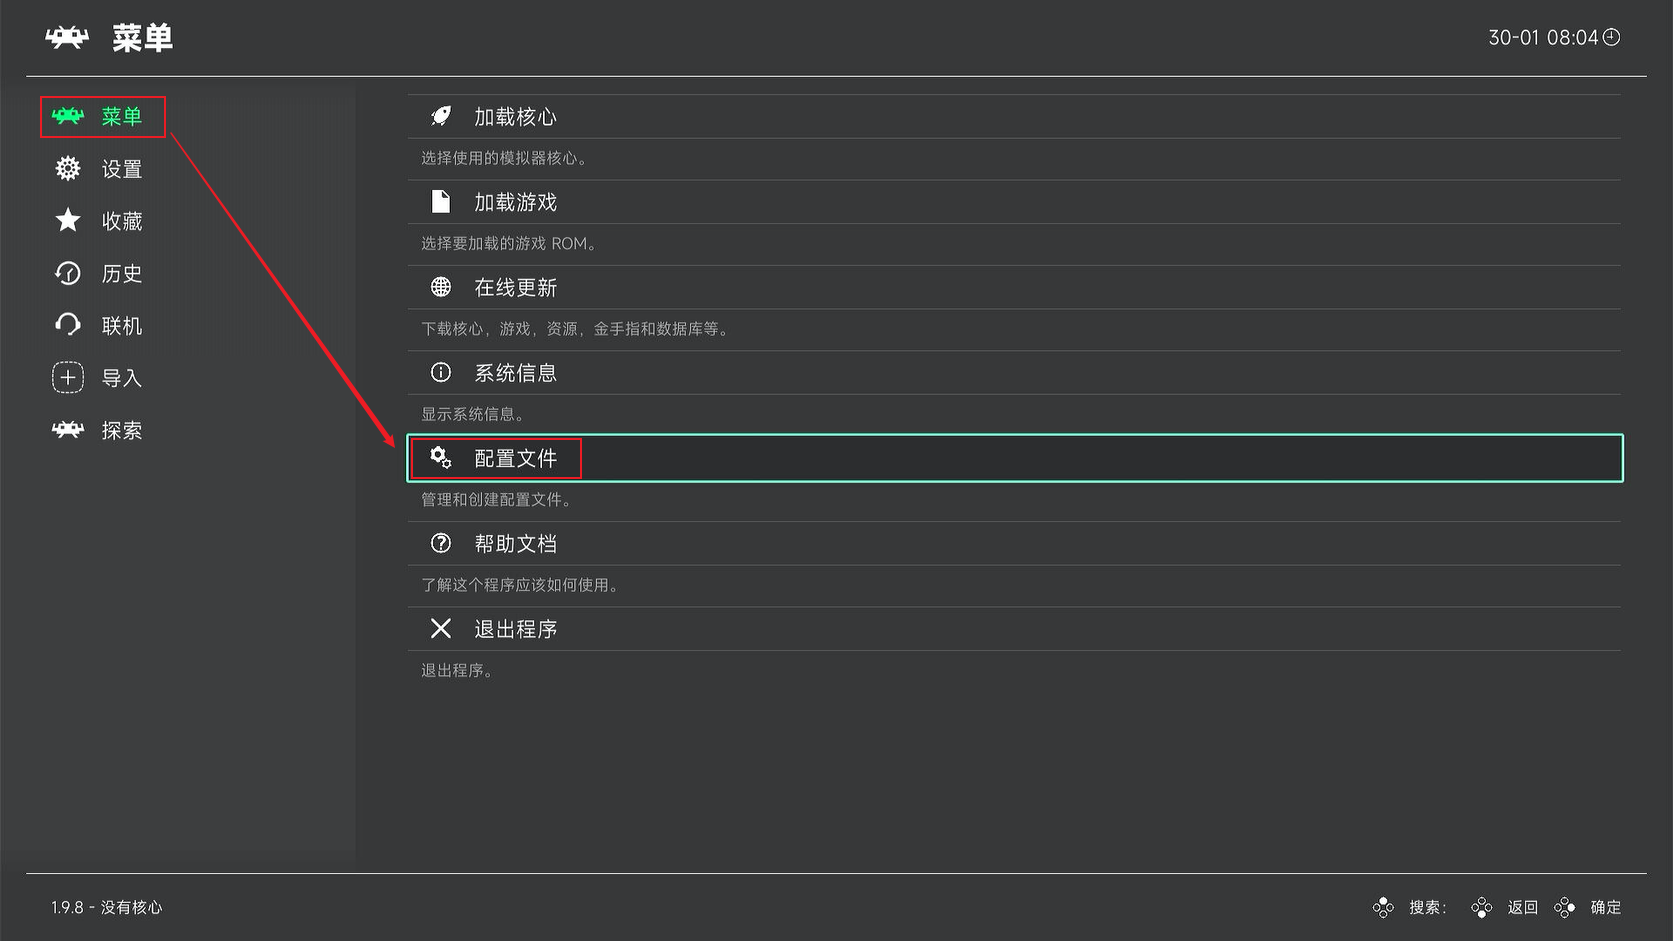 菜单
30-01 08:04
菜单
设置
收藏
历史
联机
导入
探索
加载核心
选择使用的模拟器核心。
加载游戏
选择要加载的游戏 ROM。
在线更新
下载核心，游戏，资源，金手指和数据库等。
系统信息
显示系统信息。
配置文件
管理和创建配置文件。
帮助文档
了解这个程序应该如何使用。
退出程序
退出程序。
1.9.8 - 没有核心
搜索： 返回 确定